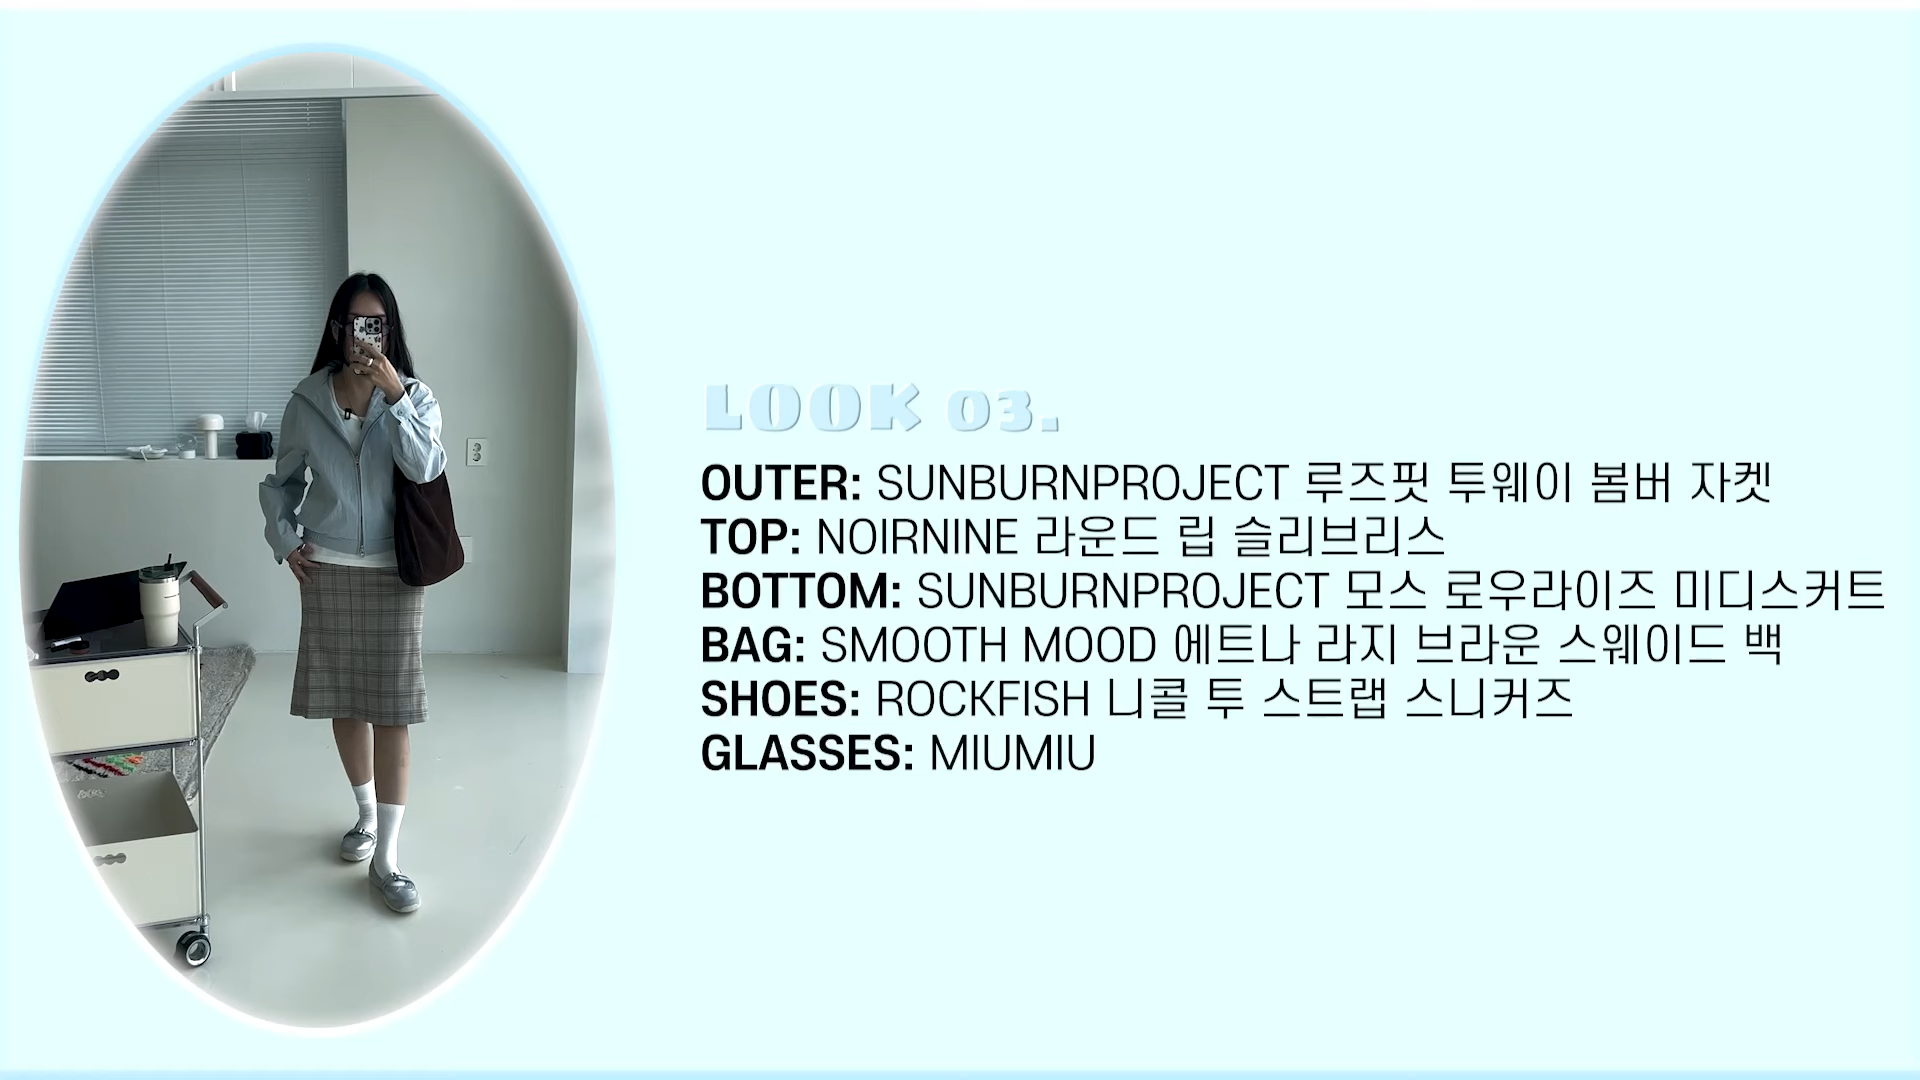 LOOK 03.
OUTER: SUNBURNPROJECT 루즈핏 투웨이 봄버 자켓
TOP: NOIRNINE 라운드 립 슬리브리스
BOTTOM: SUNBURNPROJECT 모스 로우라이즈 미디스커트
BAG: SMOOTH MOOD 에트나 라지 브라운 스웨이드 백
SHOES: ROCKFISH 니콜 투 스트랩 스니커즈
GLASSES: MIUMIU